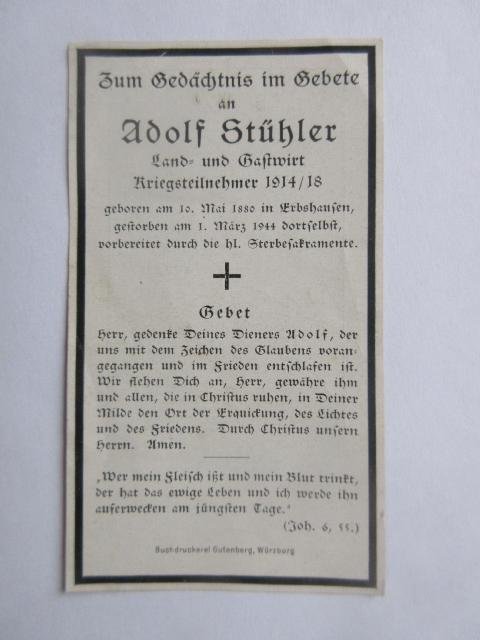 Zum Gedächtnis im Gebete
an
Adolf Stühler
Land- und Gastwirt
Kriegsteilnehmer 1914/18
geboren am 10. Mai 1880 in Erbshausen,
gestorben am 1. März 1944 dortselbst,
vorbereitet durch die hl. Sterbesakramente.
Gebet
Herr, gedenke Deines Dieners Adolf, der
uns mit dem Zeichen des Glaubens voran-
gegangen und im Frieden entschlafen ist.
Wir flehen Dich an, Herr, gewähre ihm
und allen, die in Christus ruhen, in Deiner
Milde den Ort der Erquickung, des Lichtes
und des Friedens. Durch Christus unsern
Herrn. Amen.
„Wer mein Fleisch ißt und mein Blut trinkt,
der hat das ewige Leben und ich werde ihn
auferwecken am jüngsten Tage."
(Joh. 6, 55.)
Buchdruckerei Gutenberg, Würzburg